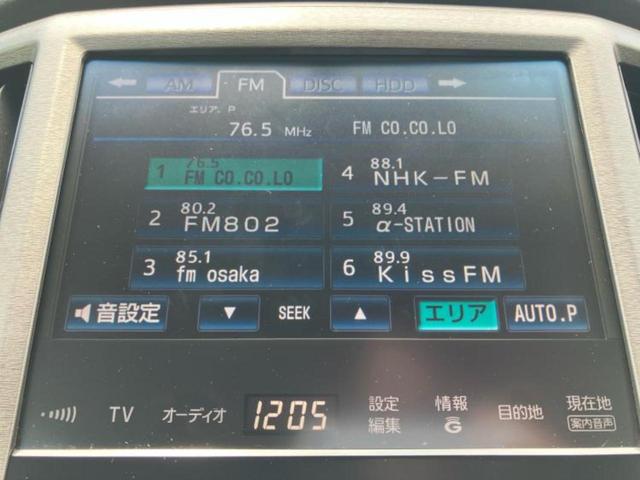 AM FM DISC HDD
エリア. P
76.5 MHz FM CO.CO.LO
1 76.5 FM CO.CO.LO
4 88.1 NHK-FM
2 80.2 FM802
5 89.4 α-STATION
3 85.1 fm osaka
6 89.9 KissFM
音設定 ▼ SEEK ▲ エリア AUTO.P
TV オーディオ 1205 設定編集 情報 G 目的地 現在地 案内音声